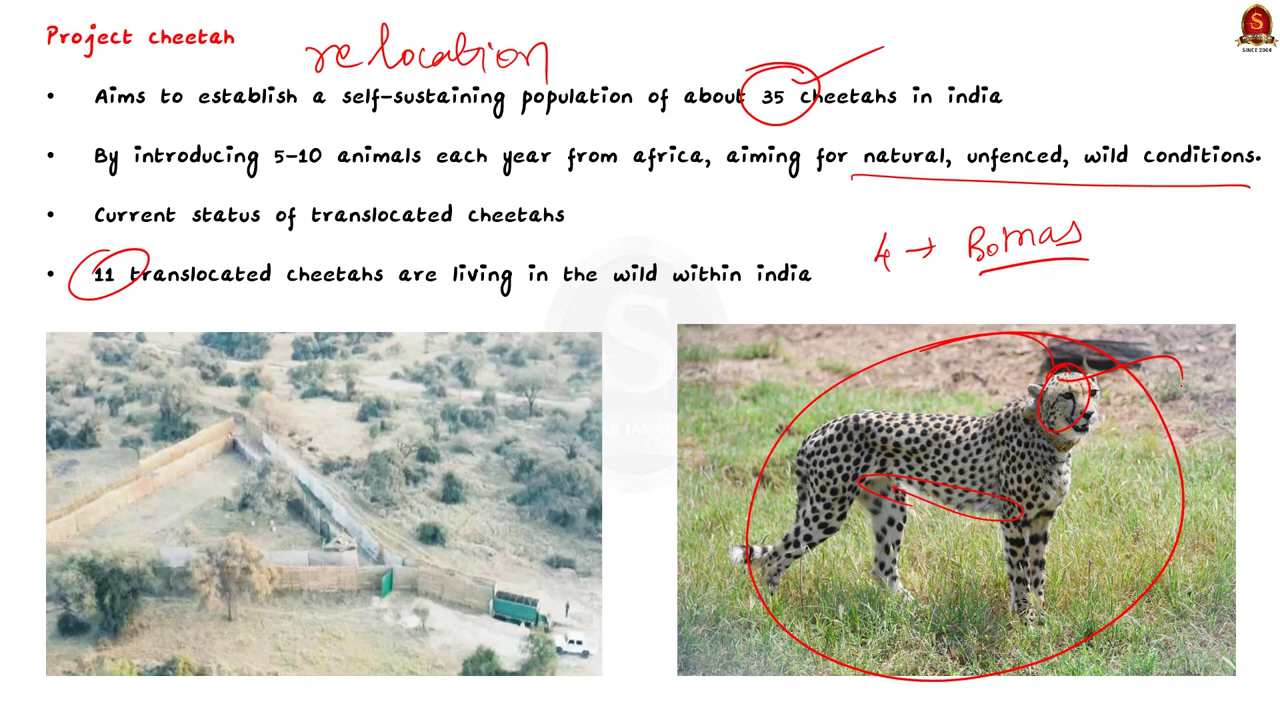 Project cheetah
SINCE 2004
relocation
• Aims to establish a self-sustaining population of about 35 cheetahs in india
• By introducing 5-10 animals each year from africa, aiming for natural, unfenced, wild conditions.
• Current status of translocated cheetahs
4 → Bomas
• 11 translocated cheetahs are living in the wild within india